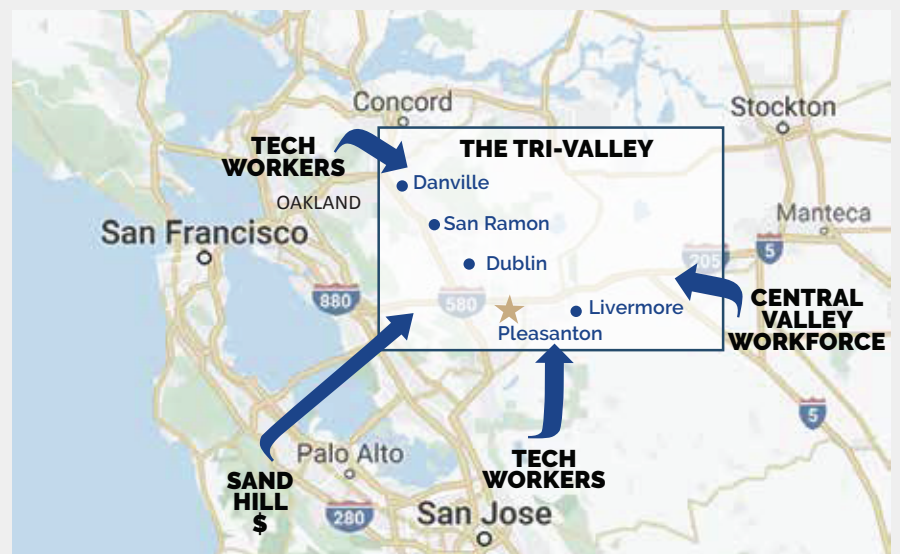 Concord
Stockton
TECH
WORKERS
THE TRI-VALLEY
Danville
OAKLAND
San Ramon
Manteca
San Francisco
5
205
Dublin
880
580
Livermore
CENTRAL
VALLEY
WORKFORCE
Pleasanton
5
Palo Alto
TECH
WORKERS
SAND
HILL
$
280
San Jose